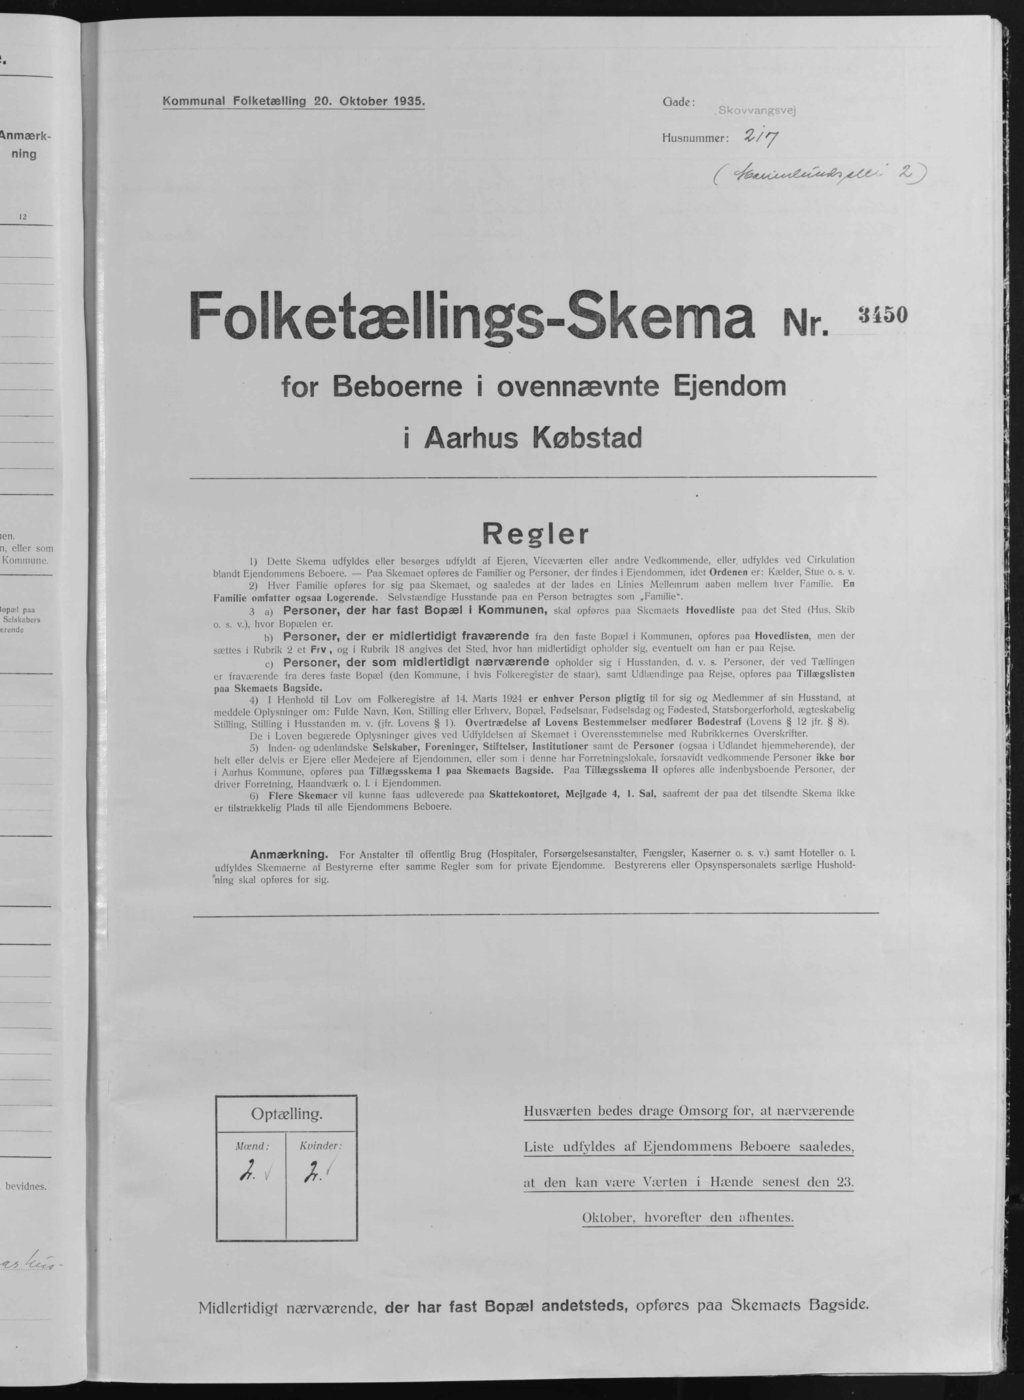 Anmærk-
ning
12
n, eller som
Kommune.
Bopæl paa
Selskabers
bevidnes.
Kommunal Folketælling 20. Oktober 1935.
Gade: Skovvangsvej
Husnummer: 217
2)
Folketællings-Skema Nr. 3450
for Beboerne i ovennævnte Ejendom
i Aarhus Købstad
Regler
1) Dette Skema udfyldes eller besørges udfyldt af Ejeren, Viceværten eller andre Vedkommende, eller udfyldes ved Cirkulation
blandt Ejendommens Beboere. — Paa Skemaet opføres de Familier og Personer, der findes i Ejendommen, idet Ordenen er: Kælder, Stue o. s. v.
2) Hver Familie opføres for sig paa Skemaet, og saaledes at der lades en Linies Mellemrum aaben mellem hver Familie. En
Familie omfatter ogsaa Logerende. Selvstændige Husstande paa en Person betragtes som „Familie".
3 a) Personer, der har fast Bopæl i Kommunen, skal opføres paa Skemaets Hovedliste paa det Sted (Hus, Skib
o. s. v.), hvor Bopælen er.
b) Personer, der er midlertidigt fraværende fra den faste Bopæl i Kommunen, opføres paa Hovedlisten, men der
sættes i Rubrik 2 et Frv, og i Rubrik 18 angives det Sted, hvor han midlertidigt opholder sig, eventuelt om han er paa Rejse.
c) Personer, der som midlertidigt nærværende opholder sig i Husstanden, d. v. s. Personer, der ved Tællingen
er fraværende fra deres faste Bopæl (den Kommune, i hvis Folkeregister de staar), samt Udlændinge paa Rejse, opføres paa Tillægslisten
paa Skemaets Bagside.
4) I Henhold til Lov om Folkeregistre af 14. Marts 1924 er enhver Person pligtig til for sig og Medlemmer af sin Husstand, at
meddele Oplysninger om: Fulde Navn, Køn, Stilling eller Erhverv, Bopæl, Fødselsaar, Fødselsdag og Fødested, Statsborgerforhold, ægteskabelig
Stilling, Stilling i Husstanden m. v. (jfr. Lovens § 1). Overtrædelse af Lovens Bestemmelser medfører Bødestraf (Lovens § 12 jfr. § 8).
De i Loven begærede Oplysninger gives ved Udfyldelsen af Skemaet i Overensstemmelse med Rubrikkernes Overskrifter.
5) Inden- og udenlandske Selskaber, Foreninger, Stiftelser, Institutioner samt de Personer (ogsaa i Udlandet hjemmehørende), der
helt eller delvis er Ejere eller Medejere af Ejendommen, eller som i denne har Forretningslokale, forsaavidt vedkommende Personer ikke bor
i Aarhus Kommune, opføres paa Tillægsskema I paa Skemaets Bagside. Paa Tillægsskema II opføres alle indenbysboende Personer, der
driver Forretning, Haandværk o. l. i Ejendommen.
6) Flere Skemaer vil kunne faas udleverede paa Skattekontoret, Mejlgade 4, 1. Sal, saafremt der paa det tilsendte Skema ikke
er tilstrækkelig Plads til alle Ejendommens Beboere.
Anmærkning. For Anstalter til offentlig Brug (Hospitaler, Forsørgelsesanstalter, Fængsler, Kaserner o. s. v.) samt Hoteller o. l.
udfyldes Skemaerne af Bestyrerne efter samme Regler som for private Ejendomme. Bestyrerens eller Opsynspersonalets særlige Hushold-
ning skal opføres for sig.
Optælling.
Mænd: Kvinder:
2. 2.
Husværten bedes drage Omsorg for, at nærværende
Liste udfyldes af Ejendommens Beboere saaledes,
at den kan være Værten i Hænde senest den 23.
Oktober, hvorefter den afhentes.
Midlertidigt nærværende, der har fast Bopæl andetsteds, opføres paa Skemaets Bagside.